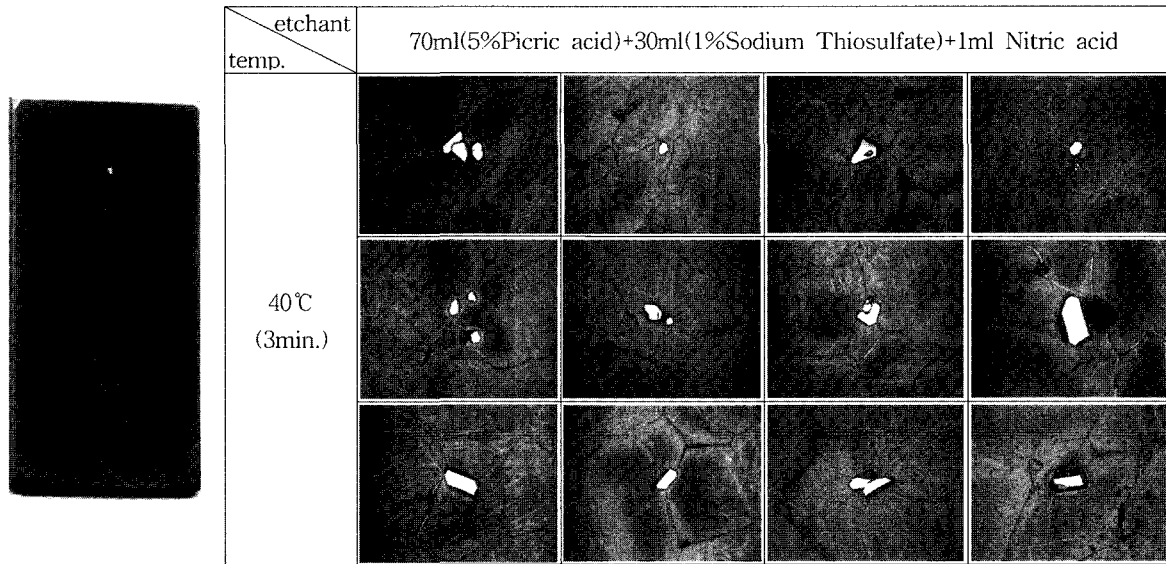 etchant
temp.
70ml(5%Picric acid)+30ml(1%Sodium Thiosulfate)+1ml Nitric acid
40℃
(3min.)